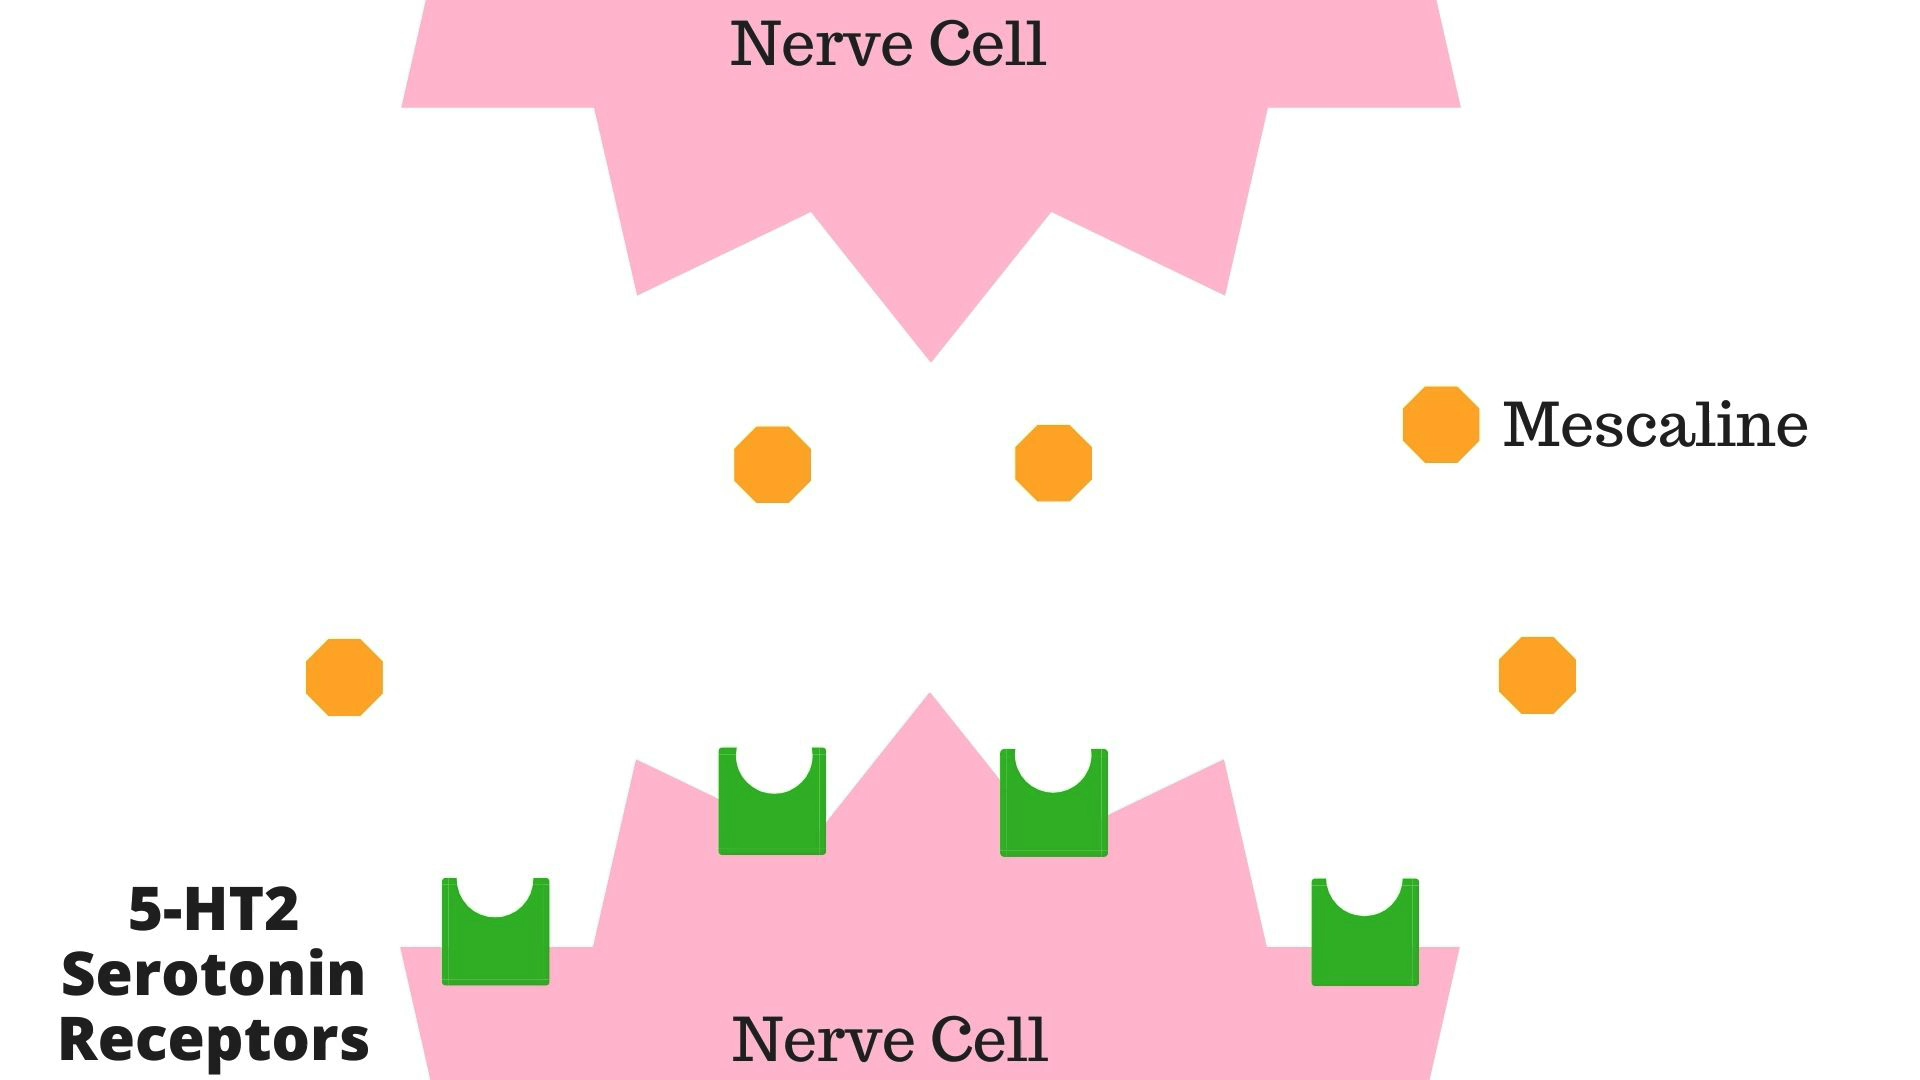 Nerve Cell
Mescaline
5-HT2
Serotonin
Receptors
Nerve Cell